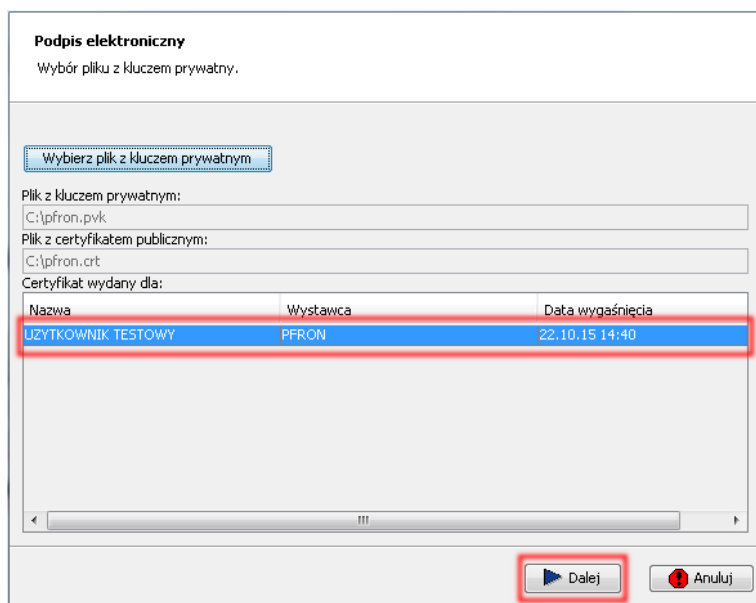 Podpis elektroniczny
Wybór pliku z kluczem prywatny.
Wybierz plik z kluczem prywatnym
Plik z kluczem prywatnym:
C:\pfron.pvk
Plik z certyfikatem publicznym:
C:\pfron.crt
Certyfikat wydany dla:
Nazwa Wystawca Data wygaśnięcia
UZYTKOWNIK TESTOWY PFRON 22.10.15 14:40
Dalej Anuluj